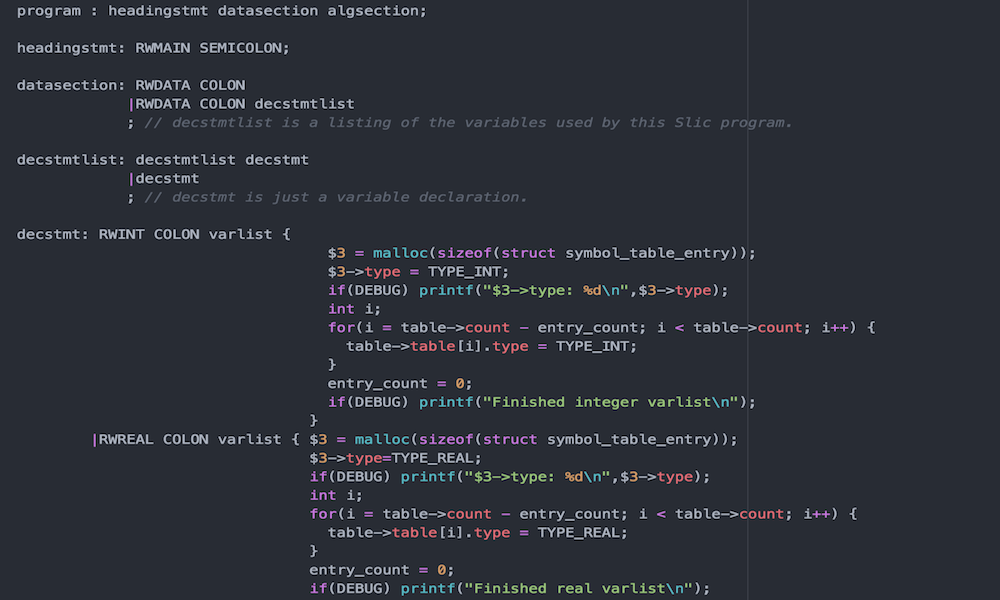 program : headingstmt datasection algsection;
headingstmt: RWMAIN SEMICOLON;
datasection: RWDATA COLON
|RWDATA COLON decstmtlist
; // decstmtlist is a listing of the variables used by this Slic program.
decstmtlist: decstmtlist decstmt
|decstmt
; // decstmt is just a variable declaration.
decstmt: RWINT COLON varlist {
$3 = malloc(sizeof(struct symbol_table_entry));
$3->type = TYPE_INT;
if(DEBUG) printf("$3->type: %d\n",$3->type);
int i;
for(i = table->count - entry_count; i < table->count; i++) {
table->table[i].type = TYPE_INT;
}
entry_count = 0;
if(DEBUG) printf("Finished integer varlist\n");
}
|RWREAL COLON varlist { $3 = malloc(sizeof(struct symbol_table_entry));
$3->type=TYPE_REAL;
if(DEBUG) printf("$3->type: %d\n",$3->type);
int i;
for(i = table->count - entry_count; i < table->count; i++) {
table->table[i].type = TYPE_REAL;
}
entry_count = 0;
if(DEBUG) printf("Finished real varlist\n");